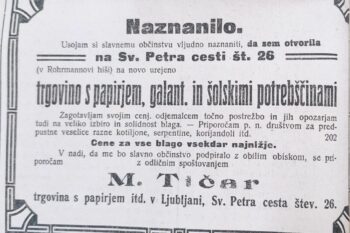 Naznanilo.
Usojam si slavnemu občinstvu vljudno naznaniti, da sem otvorila
na Sv. Petra cesti št. 26
(v Rohrmannovi hiši) na novo urejeno
trgovino s papirjem, galant. in šolskimi potrebščinami
Zagotavljam svojim cenj. odjemalcem točno postrežbo in jih opozarjam
tudi na veliko izbiro in solidnost blaga. — Priporočam p. n. društvom za pred-
pustne veselice razne kotiljone, serpentine, korijandoli itd.
202
Cene za vse blago vsekdar najnižje.
V nadi, da me bo slavno občinstvo podpiralo z obilim obiskom, se pri-
poročam z odličnim spoštovanjem
M. Tičar
trgovina s papirjem itd. v Ljubljani, Sv. Petra cesta štev. 26.